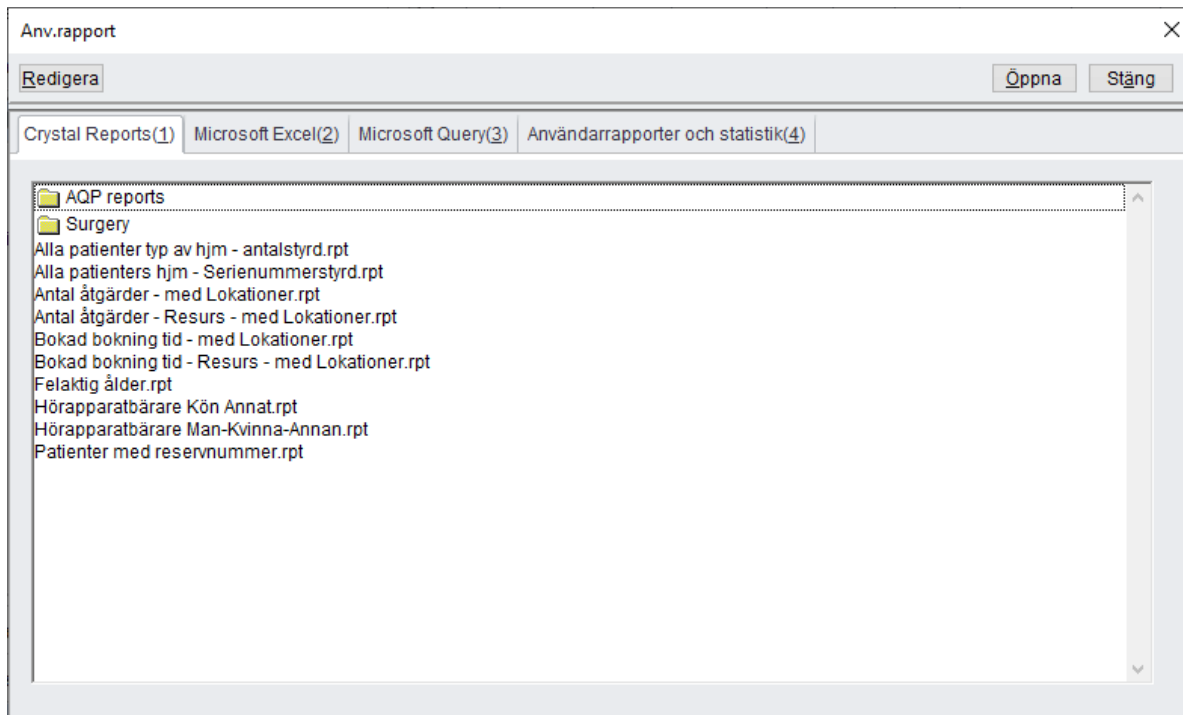 Anv.rapport
Redigera Öppna Stäng
Crystal Reports(1) Microsoft Excel(2) Microsoft Query(3) Användarrapporter och statistik(4)
AQP reports
Surgery
Alla patienter typ av hjm - antalstyrd.rpt
Alla patienters hjm - Serienummerstyrd.rpt
Antal åtgärder - med Lokationer.rpt
Antal åtgärder - Resurs - med Lokationer.rpt
Bokad bokning tid - med Lokationer.rpt
Bokad bokning tid - Resurs - med Lokationer.rpt
Felaktig ålder.rpt
Hörapparatbärare Kön Annat.rpt
Hörapparatbärare Man-Kvinna-Annan.rpt
Patienter med reservnummer.rpt